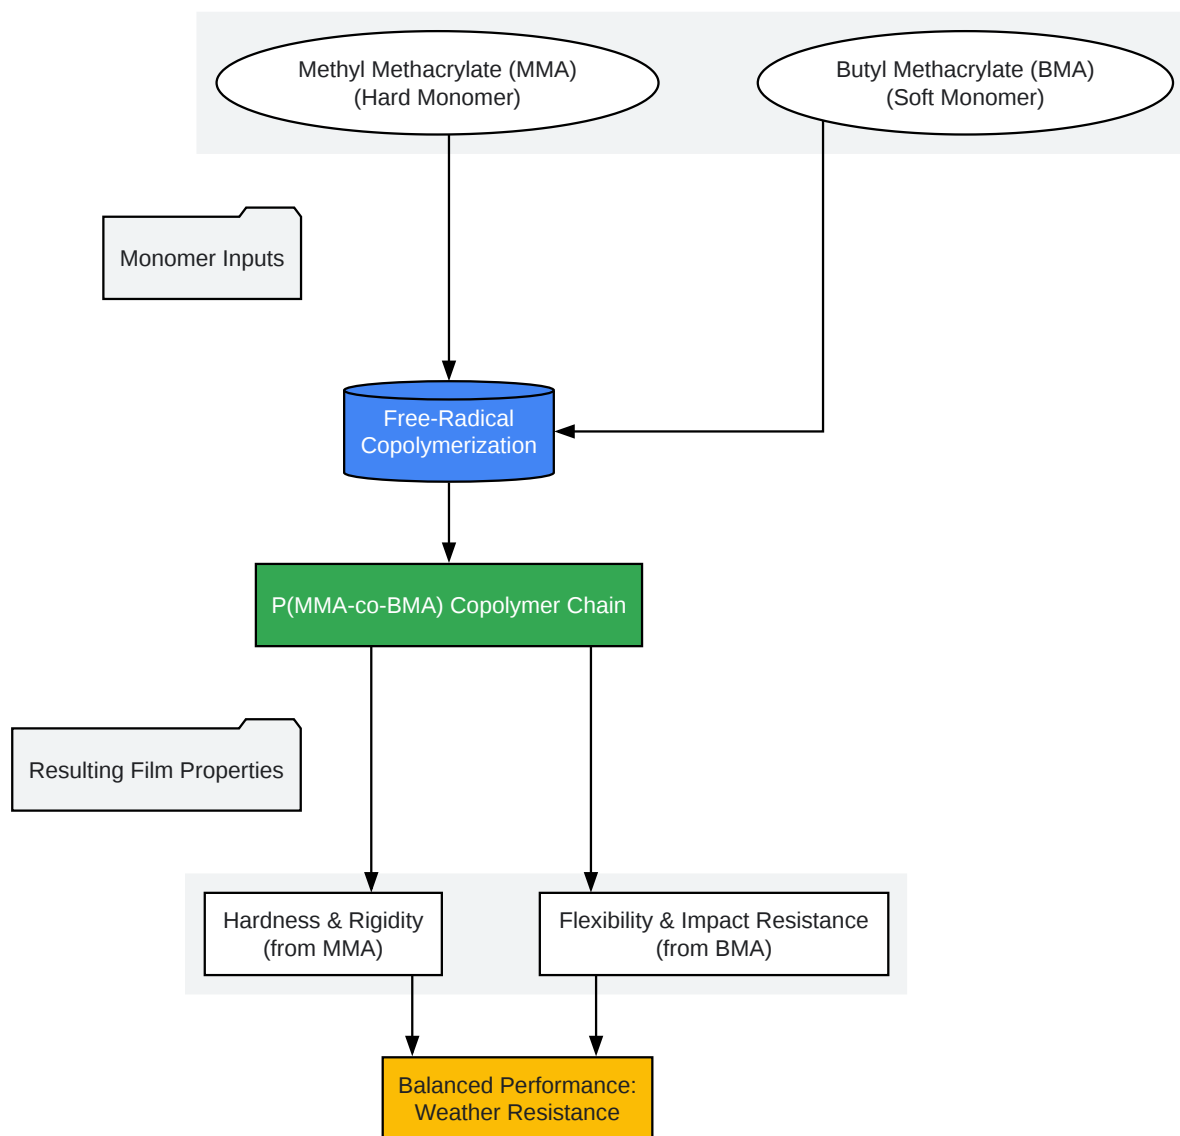 Methyl Methacrylate (MMA)
(Hard Monomer)
Butyl Methacrylate (BMA)
(Soft Monomer)
Monomer Inputs
Free-Radical
Copolymerization
P(MMA-co-BMA) Copolymer Chain
Resulting Film Properties
Hardness & Rigidity
(from MMA)
Flexibility & Impact Resistance
(from BMA)
Balanced Performance:
Weather Resistance